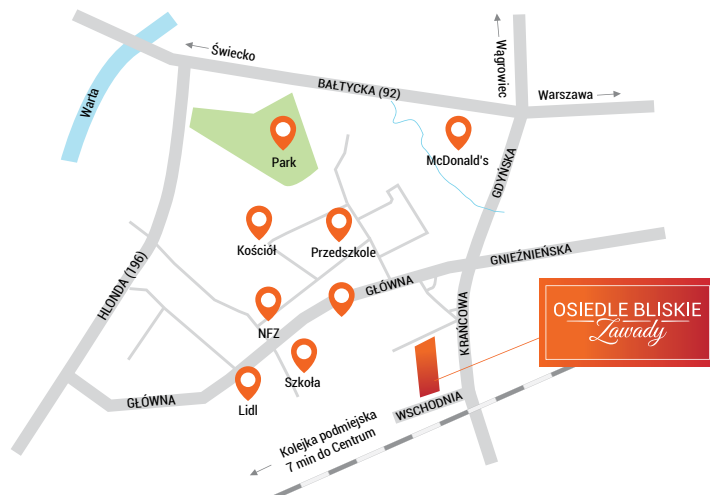 Świecko
Wągrowiec
Warta
BAŁTYCKA (92)
Warszawa
Park
McDonald's
GDYŃSKA
Kościół
Przedszkole
GNIEŹNIEŃSKA
HLONDA (196)
GŁÓWNA
NFZ
KRAŃCOWA
OSIEDLE BLISKIE
Zawady
Szkoła
Lidl
GŁÓWNA
WSCHODNIA
Kolejka podmiejska
7 min do Centrum